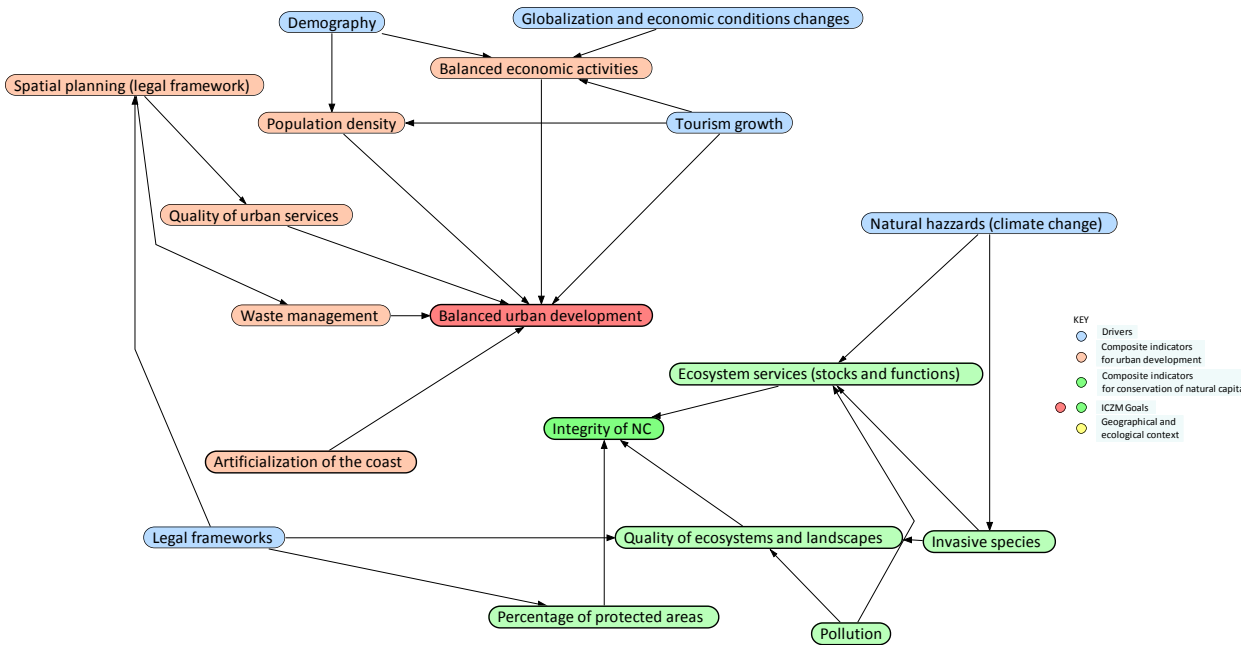 Demography
Globalization and economic conditions changes
Balanced economic activities
Spatial planning (legal framework)
Population density
Tourism growth
Quality of urban services
Natural hazzards (climate change)
Waste management
Balanced urban development
KEY
Drivers
Composite indicators
for urban development
Composite indicators
for conservation of natural capita
ICZM Goals
Geographical and
ecological context
Ecosystem services (stocks and functions)
Integrity of NC
Artificialization of the coast
Legal frameworks
Quality of ecosystems and landscapes
Invasive species
Percentage of protected areas
Pollution